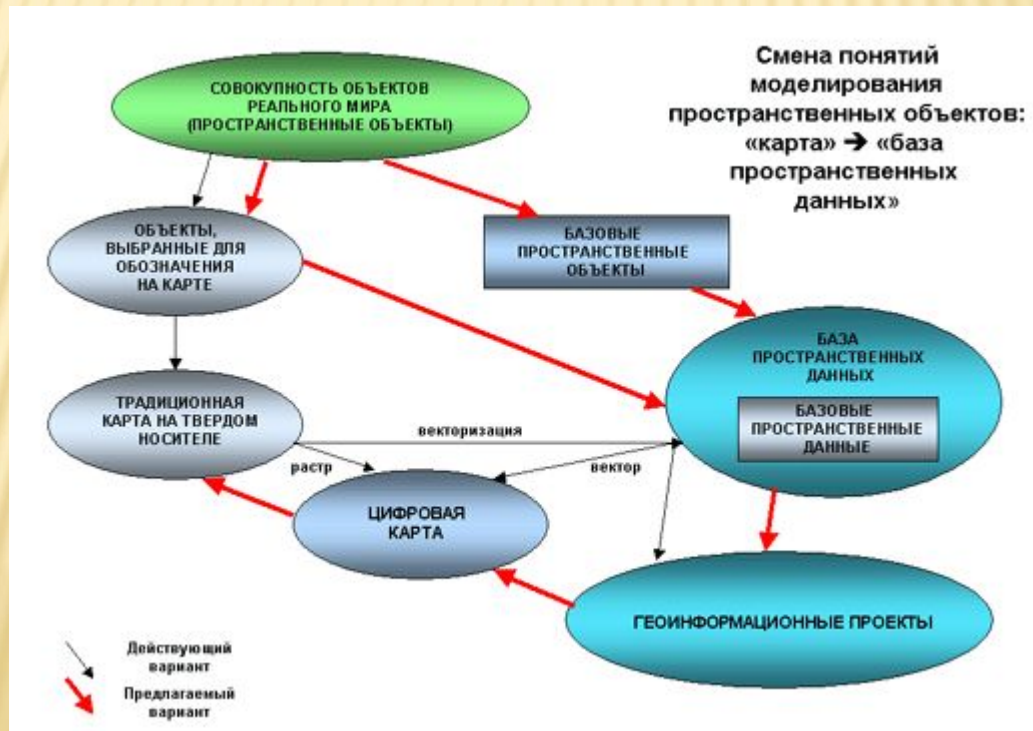 СОВОКУПНОСТЬ ОБЪЕКТОВ
РЕАЛЬНОГО МИРА
(ПРОСТРАНСТВЕННЫЕ ОБЪЕКТЫ)
Смена понятий
моделирования
пространственных объектов:
«карта» ➔ «база
пространственных
данных»
ОБЪЕКТЫ,
ВЫБРАННЫЕ ДЛЯ
ОБОЗНАЧЕНИЯ
НА КАРТЕ
БАЗОВЫЕ
ПРОСТРАНСТВЕННЫЕ
ОБЪЕКТЫ
БАЗА
ПРОСТРАНСТВЕННЫХ
ДАННЫХ
БАЗОВЫЕ
ПРОСТРАНСТВЕННЫЕ
ДАННЫЕ
ТРАДИЦИОННАЯ
КАРТА НА ТВЕРДОМ
НОСИТЕЛЕ
векторизация
растр
вектор
ЦИФРОВАЯ
КАРТА
ГЕОИНФОРМАЦИОННЫЕ ПРОЕКТЫ
Действующий
вариант
Предлагаемый
вариант